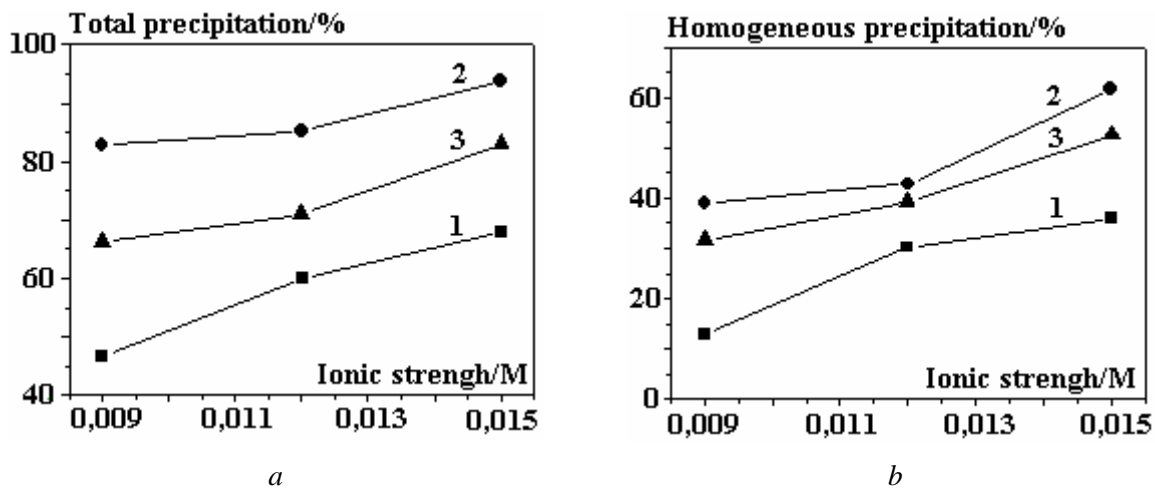 Total precipitation/%
100
80
60
40
2
3
1
Ionic strengh/M
0,009 0,011 0,013 0,015
a
Homogeneous precipitation/%
60
40
20
0
2
3
1
Ionic strengh/M
0,009 0,011 0,013 0,015
b